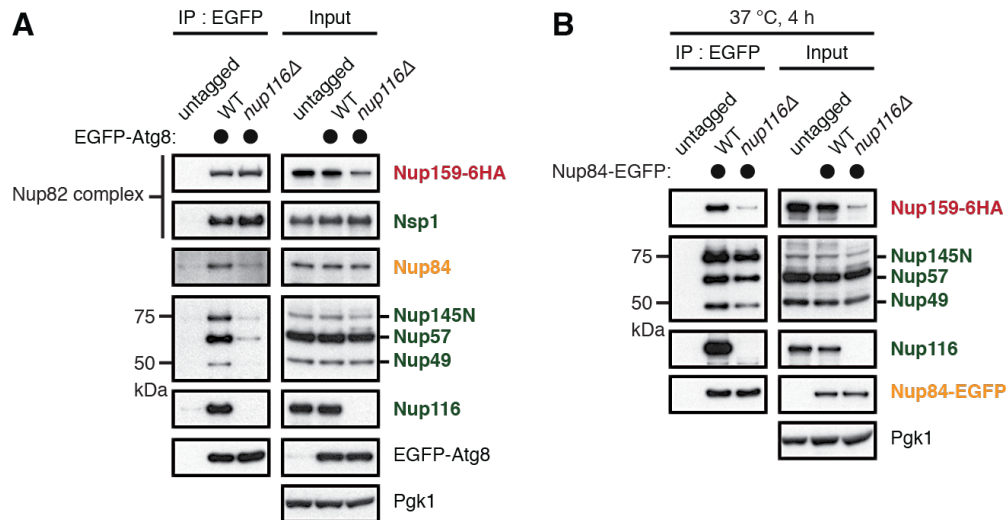 A
IP : EGFP
Input
untagged
WT
nup116Δ
untagged
WT
nup116Δ
EGFP-Atg8:
Nup82 complex
Nup159-6HA
Nsp1
Nup84
75
50
kDa
Nup145N
Nup57
Nup49
Nup116
EGFP-Atg8
Pgk1
B
37 °C, 4 h
IP : EGFP
Input
untagged
WT
nup116Δ
untagged
WT
nup116Δ
Nup84-EGFP:
Nup159-6HA
75
50
kDa
Nup145N
Nup57
Nup49
Nup116
Nup84-EGFP
Pgk1